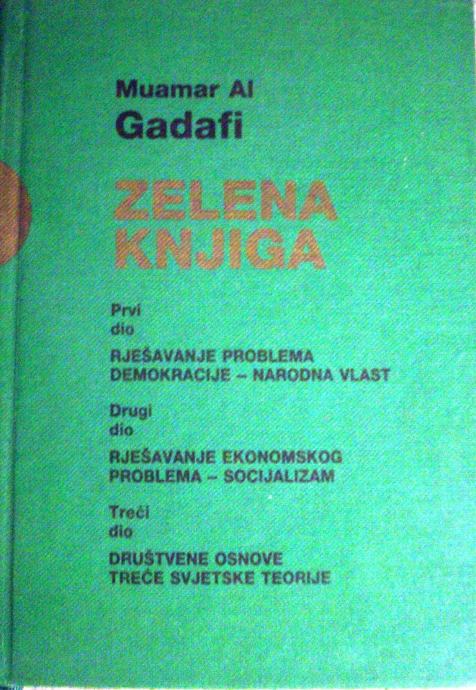 Muamar Al
Gadafi
ZELENA
KNJIGA
Prvi
dio
RJEŠAVANJE PROBLEMA
DEMOKRACIJE – NARODNA VLAST
Drugi
dio
RJEŠAVANJE EKONOMSKOG
PROBLEMA – SOCIJALIZAM
Treći
dio
DRUŠTVENE OSNOVE
TREĆE SVJETSKE TEORIJE